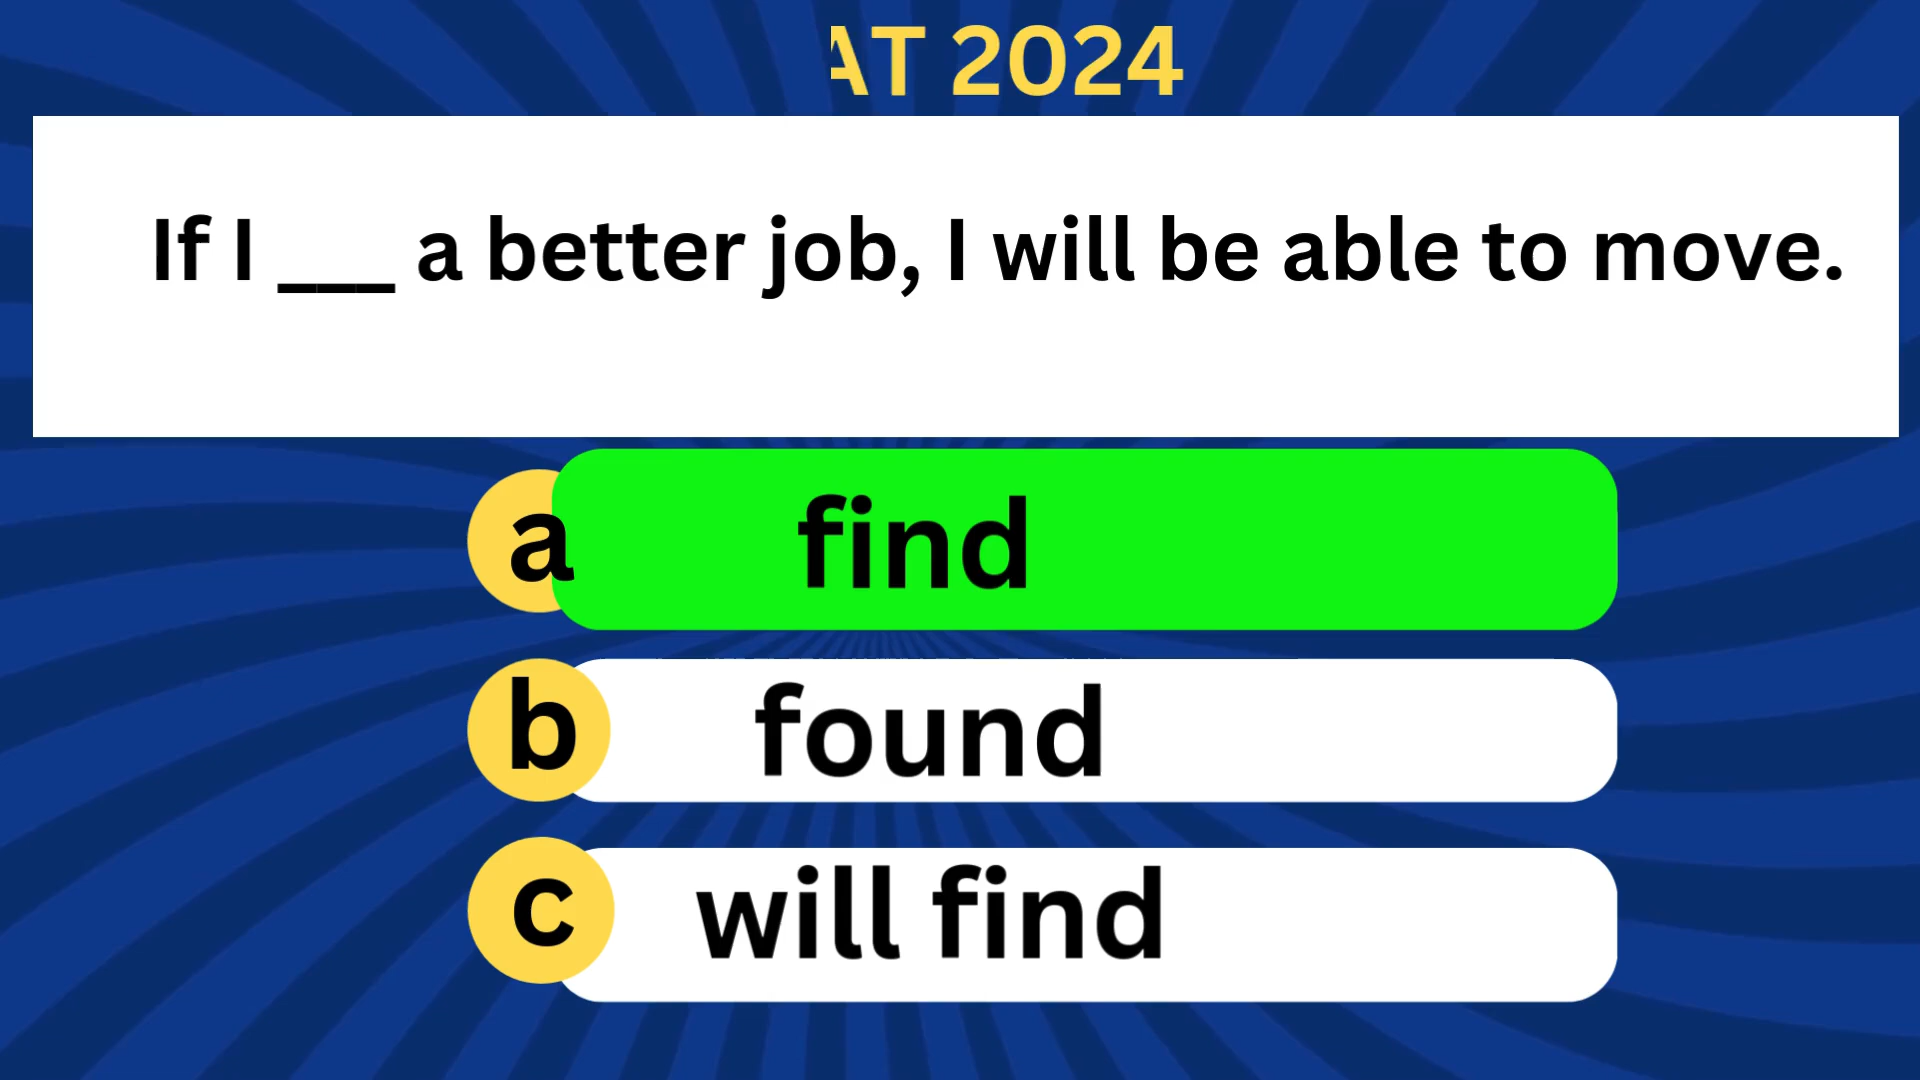 AT 2024
If I ___ a better job, I will be able to move.
a find
b found
c will find